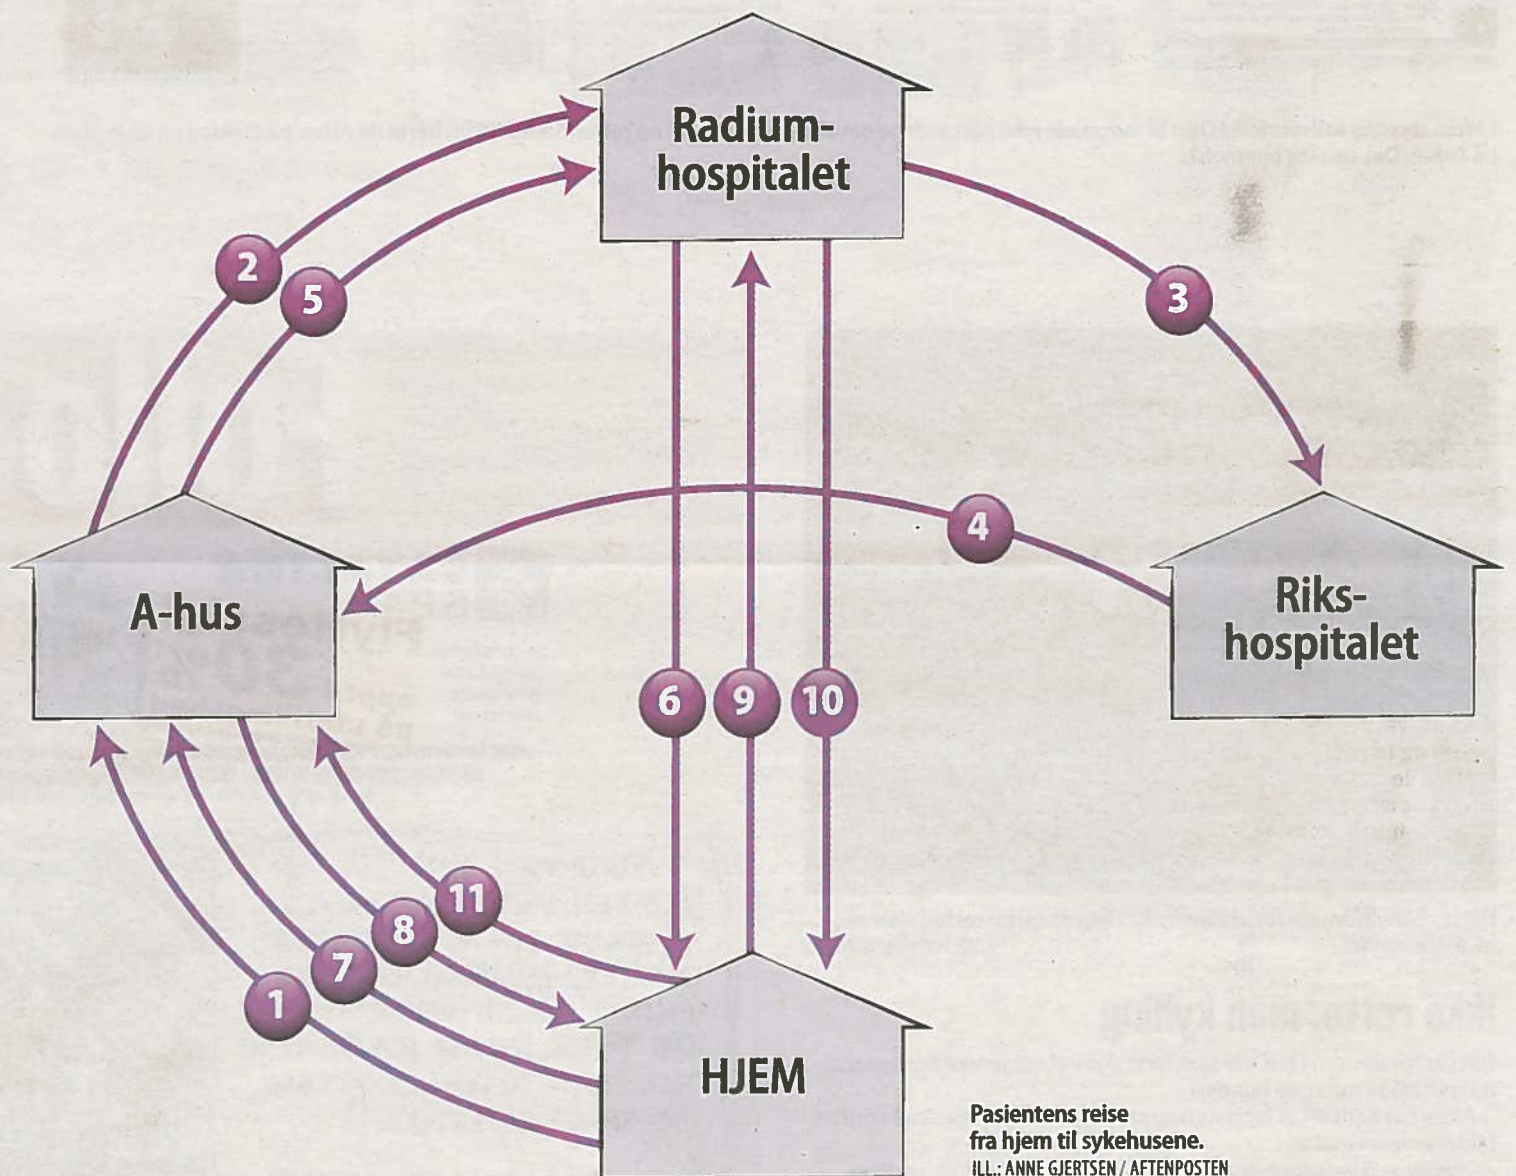 Radium-
hospitalet
2
5
3
4
A-hus
Riks-
hospitalet
6
9
10
11
8
7
1
HJEM
Pasientens reise
fra hjem til sykehusene.
ILL.: ANNE GJERTSEN / AFTENPOSTEN
ikke